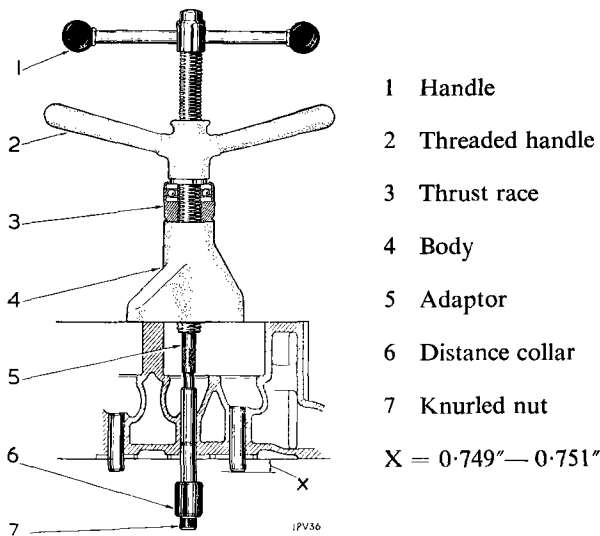 1
2
3
4
5
6
7
X
JPV36
1 Handle
2 Threaded handle
3 Thrust race
4 Body
5 Adaptor
6 Distance collar
7 Knurled nut
X = 0·749″— 0·751″